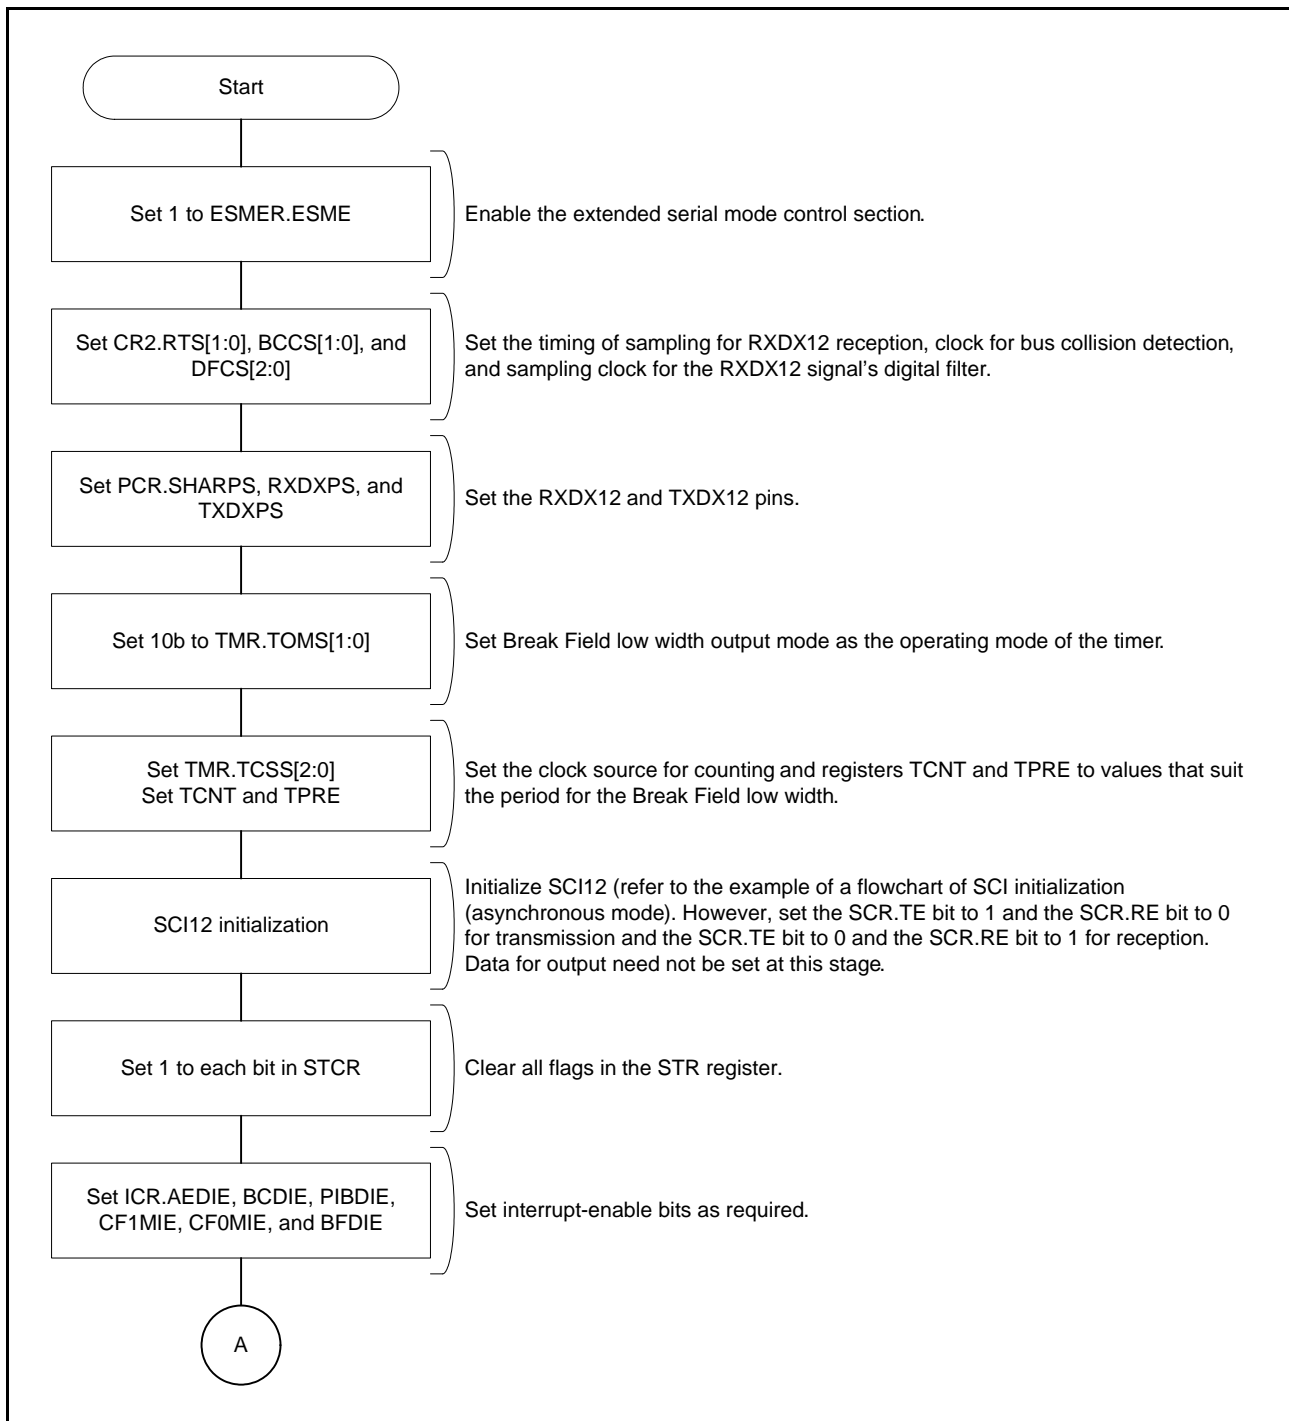 Start
Set 1 to ESMER.ESME
Enable the extended serial mode control section.
Set CR2.RTS[1:0], BCCS[1:0], and
DFCS[2:0]
Set the timing of sampling for RXDX12 reception, clock for bus collision detection,
and sampling clock for the RXDX12 signal's digital filter.
Set PCR.SHARPS, RXDXPS, and
TXDXPS
Set the RXDX12 and TXDX12 pins.
Set 10b to TMR.TOMS[1:0]
Set Break Field low width output mode as the operating mode of the timer.
Set TMR.TCSS[2:0]
Set TCNT and TPRE
Set the clock source for counting and registers TCNT and TPRE to values that suit
the period for the Break Field low width.
SCI12 initialization
Initialize SCI12 (refer to the example of a flowchart of SCI initialization
(asynchronous mode). However, set the SCR.TE bit to 1 and the SCR.RE bit to 0
for transmission and the SCR.TE bit to 0 and the SCR.RE bit to 1 for reception.
Data for output need not be set at this stage.
Set 1 to each bit in STCR
Clear all flags in the STR register.
Set ICR.AEDIE, BCDIE, PIBDIE,
CF1MIE, CF0MIE, and BFDIE
Set interrupt-enable bits as required.
A